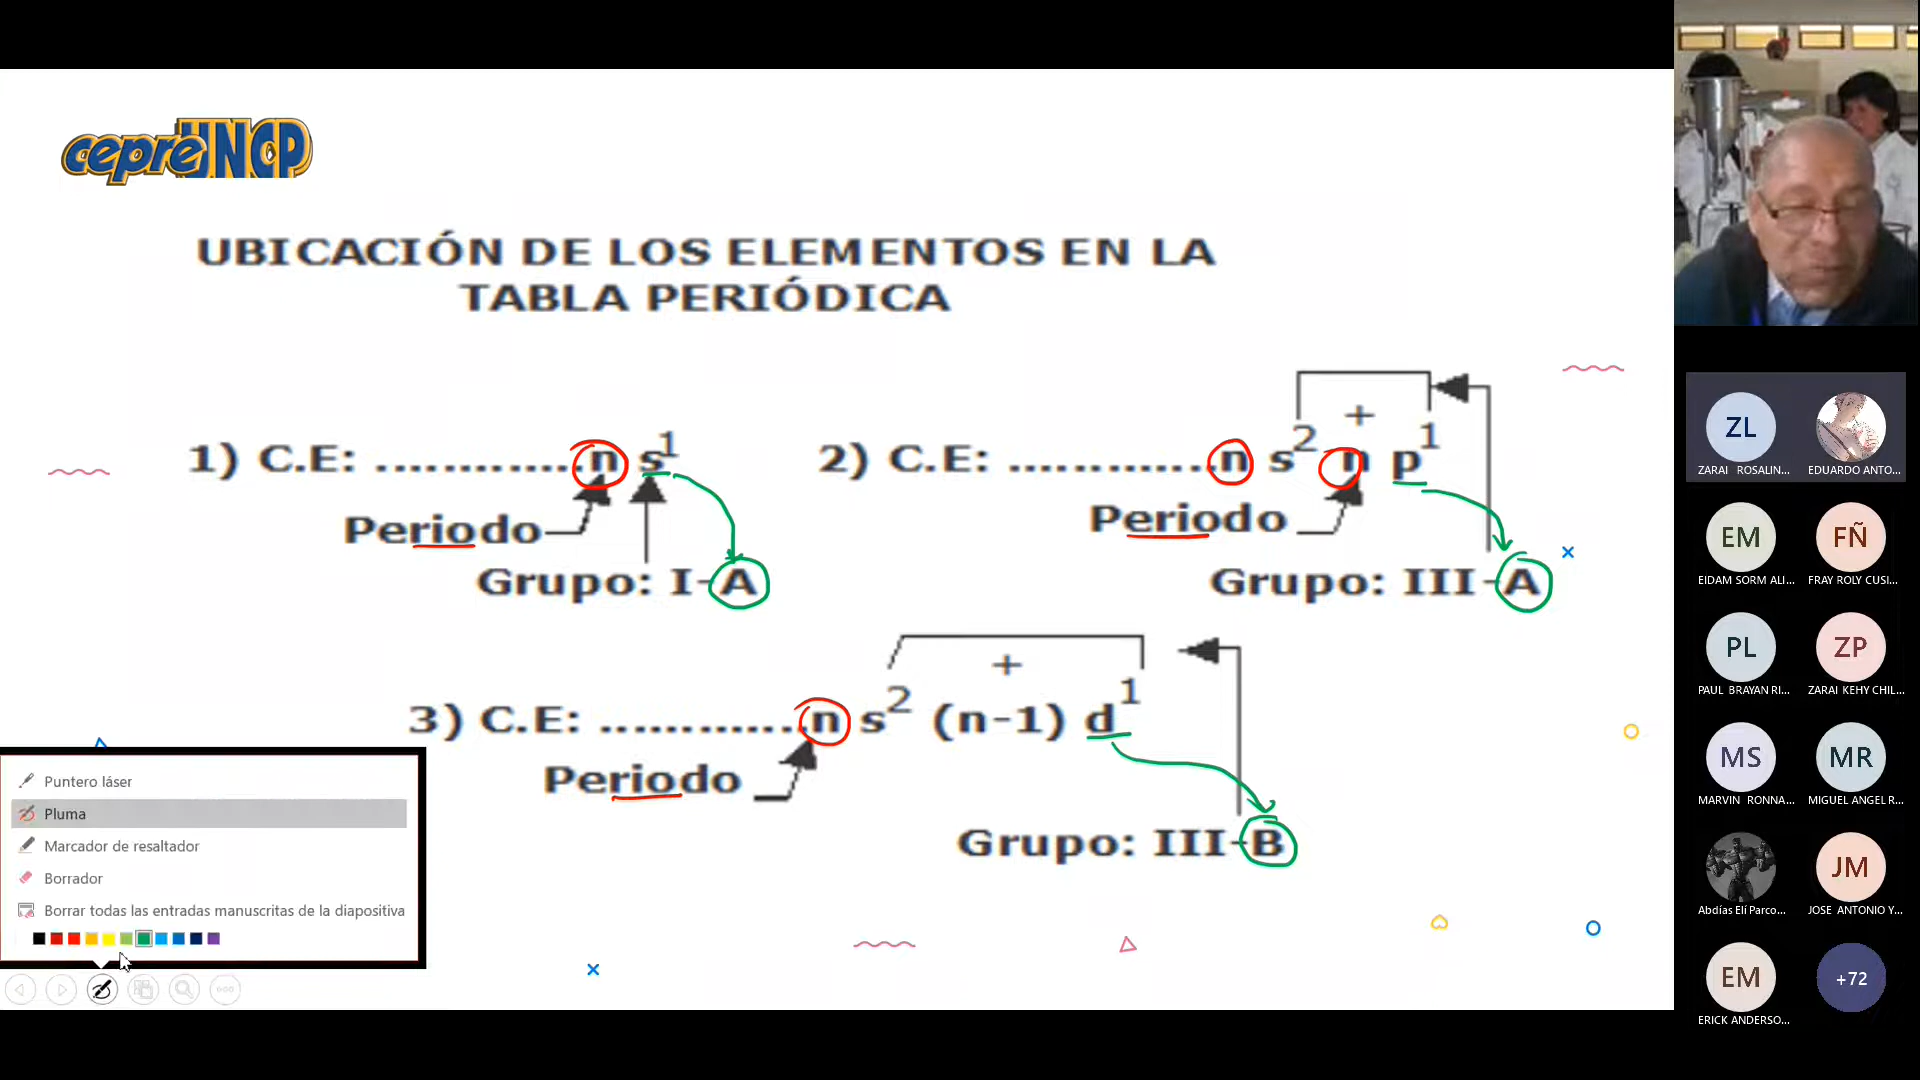 cepreUNCP
UBICACIÓN DE LOS ELEMENTOS EN LA
TABLA PERIÓDICA
1) C.E: .............n s¹
Periodo
Grupo: I-A
2) C.E: .............n s² n p¹
+
Periodo
Grupo: III-A
+
3) C.E: .............n s² (n-1) d¹
Periodo
Grupo: III-B
Puntero láser
Pluma
Marcador de resaltador
Borrador
Borrar todas las entradas manuscritas de la diapositiva
ZL
ZARAI ROSALIN...
EDUARDO ANTO...
EM
EIDAM SORM ALI...
FÑ
FRAY ROLY CUSI...
PL
PAUL BRAYAN RI...
ZP
ZARAI KEHY CHIL...
MS
MARVIN RONNA...
MR
MIGUEL ANGEL R...
Abdías Elí Parco...
JM
JOSE ANTONIO Y...
EM
ERICK ANDERSO...
+72